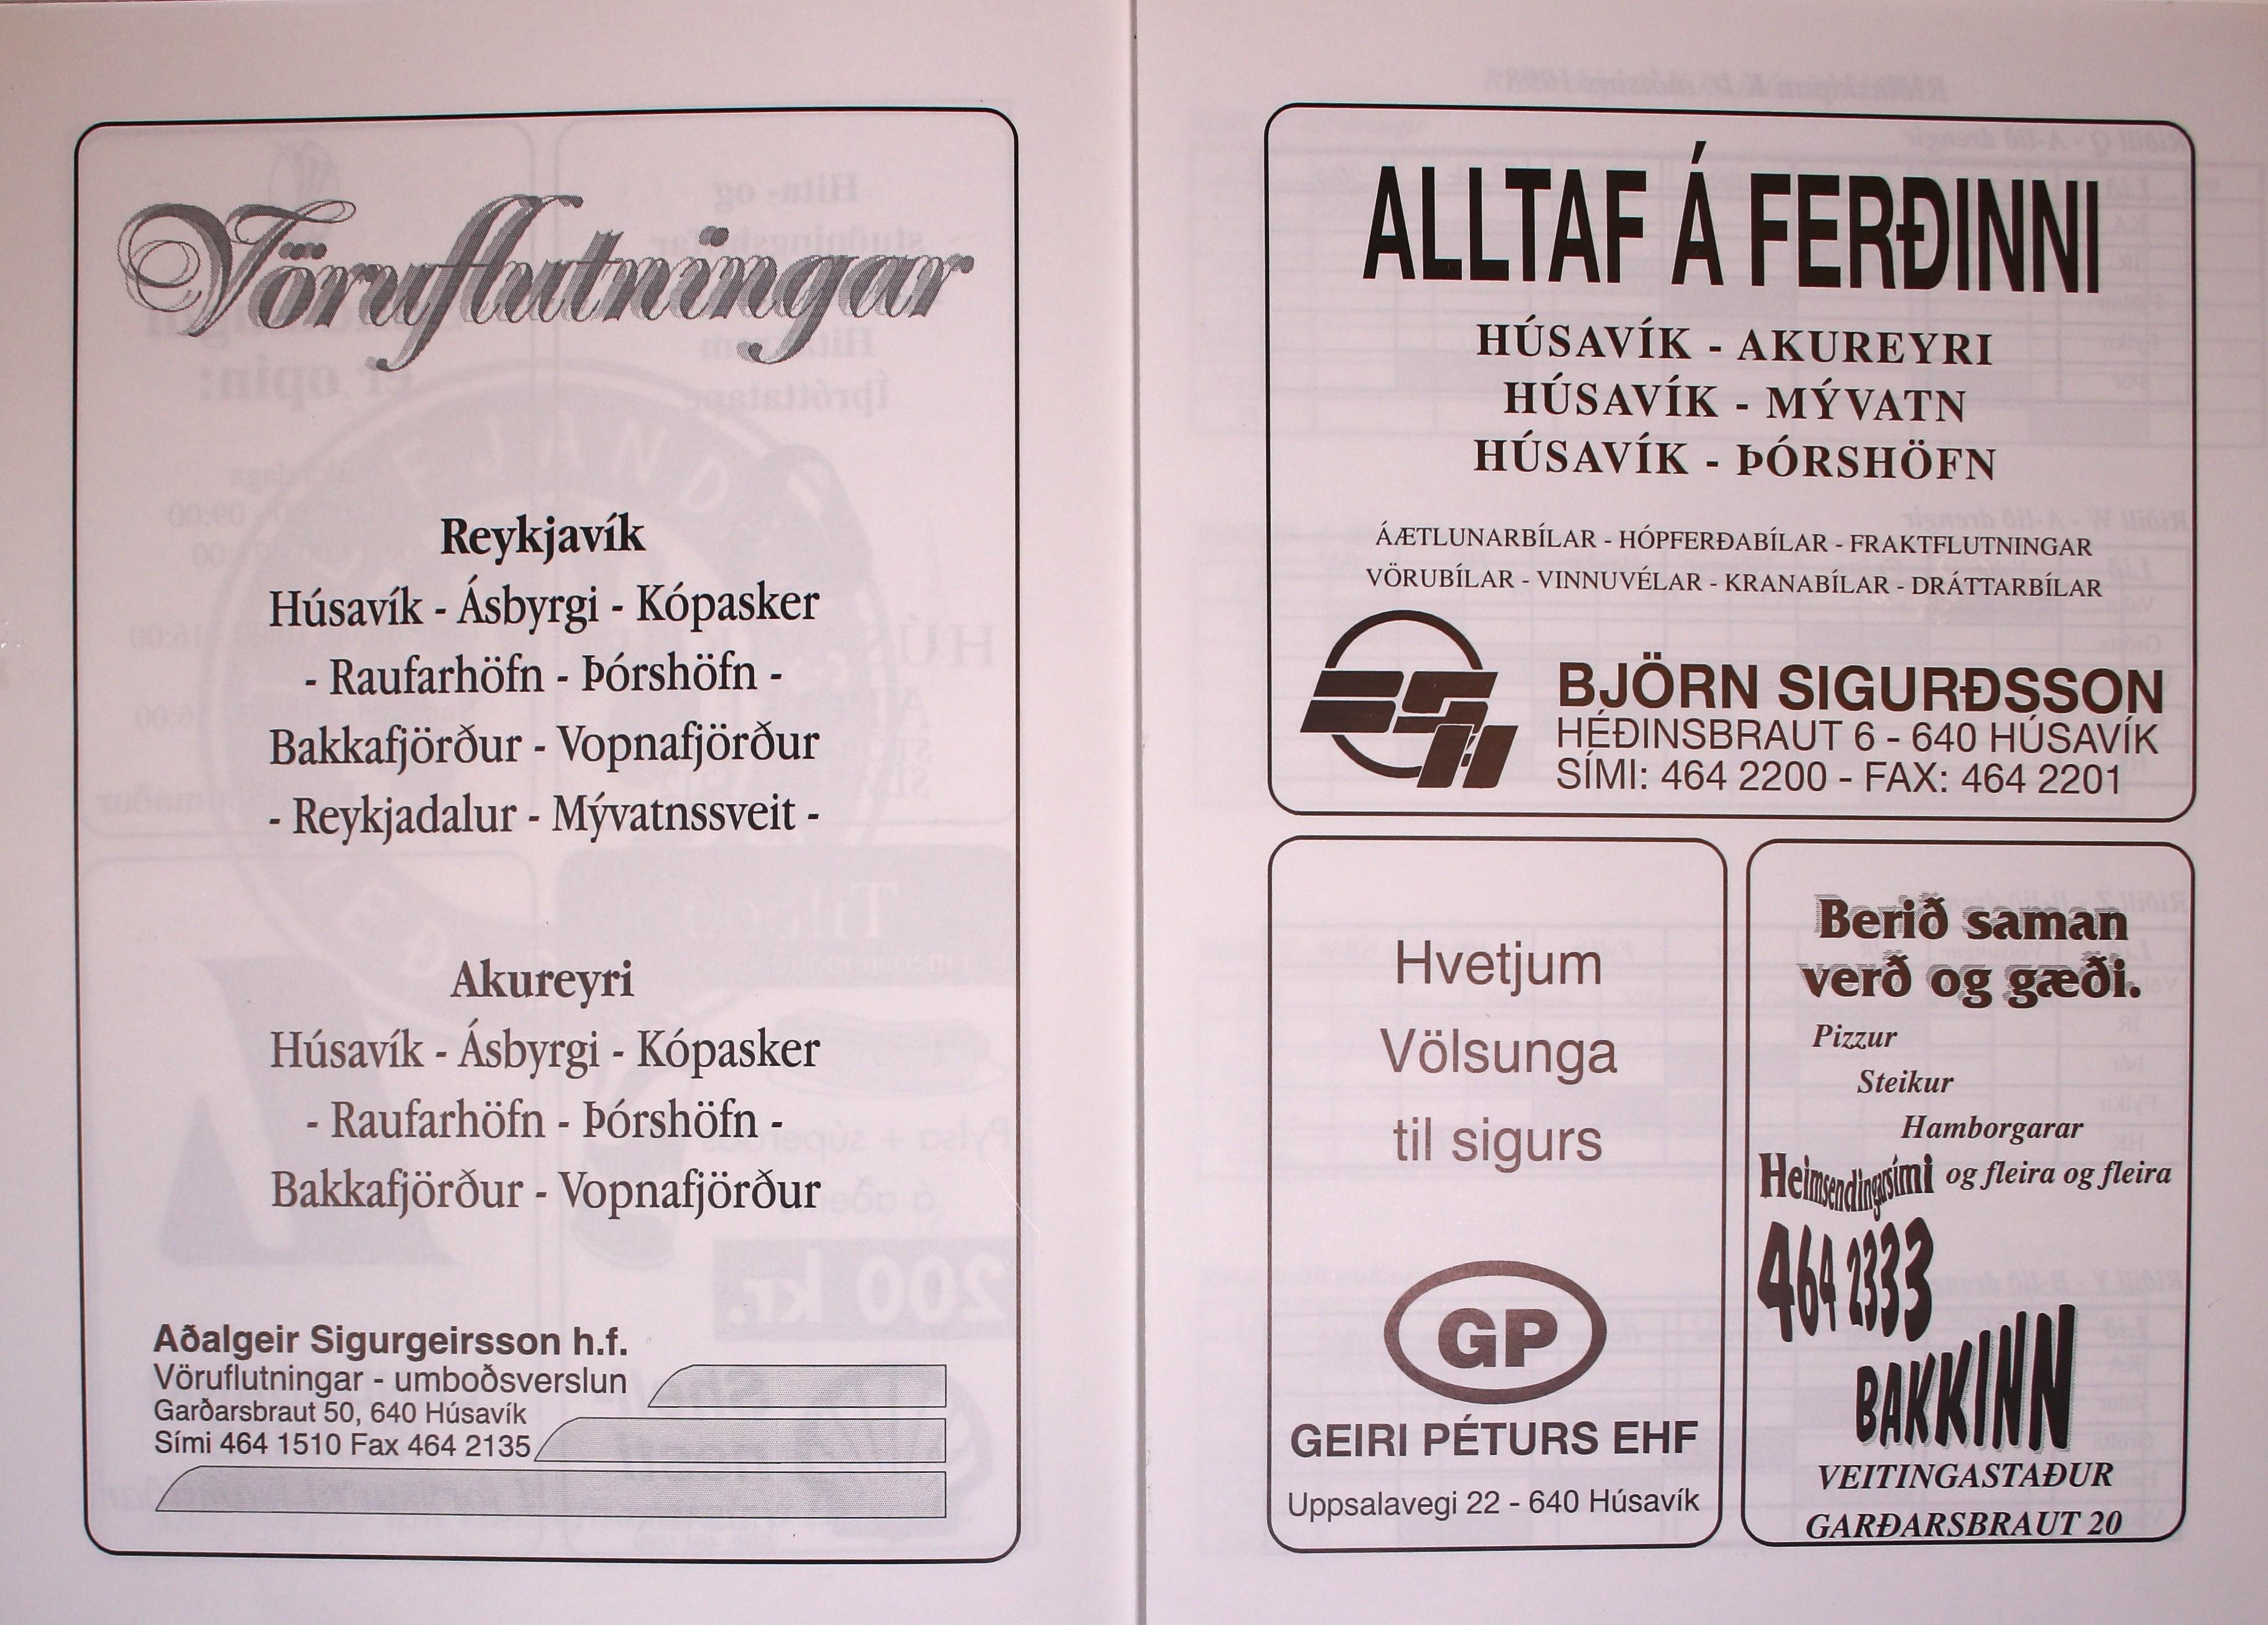 Vöruflutningar
Reykjavík
Húsavík - Ásbyrgi - Kópasker
- Raufarhöfn - Þórshöfn -
Bakkafjörður - Vopnafjörður
- Reykjadalur - Mývatnssveit -
Akureyri
Húsavík - Ásbyrgi - Kópasker
- Raufarhöfn - Þórshöfn -
Bakkafjörður - Vopnafjörður
Aðalgeir Sigurgeirsson h.f.
Vöruflutningar - umboðsverslun
Garðarsbraut 50, 640 Húsavík
Sími 464 1510 Fax 464 2135
ALLTAF Á FERÐINNI
HÚSAVÍK - AKUREYRI
HÚSAVÍK - MÝVATN
HÚSAVÍK - ÞÓRSHÖFN
ÁÆTLUNARBÍLAR - HÓPFERÐABÍLAR - FRAKTFLUTNINGAR
VÖRUBÍLAR - VINNUVÉLAR - KRANABÍLAR - DRÁTTARBÍLAR
BSH
BJÖRN SIGURÐSSON
HÉÐINSBRAUT 6 - 640 HÚSAVÍK
SÍMI: 464 2200 - FAX: 464 2201
Hvetjum
Völsunga
til sigurs
GP
GEIRI PÉTURS EHF
Uppsalavegi 22 - 640 Húsavík
Berið saman
verð og gæði.
Pizzur
Steikur
Hamborgarar
og fleira og fleira
Heimsendingarsími
464 2333
BAKKINN
VEITINGASTAÐUR
GARÐARSBRAUT 20